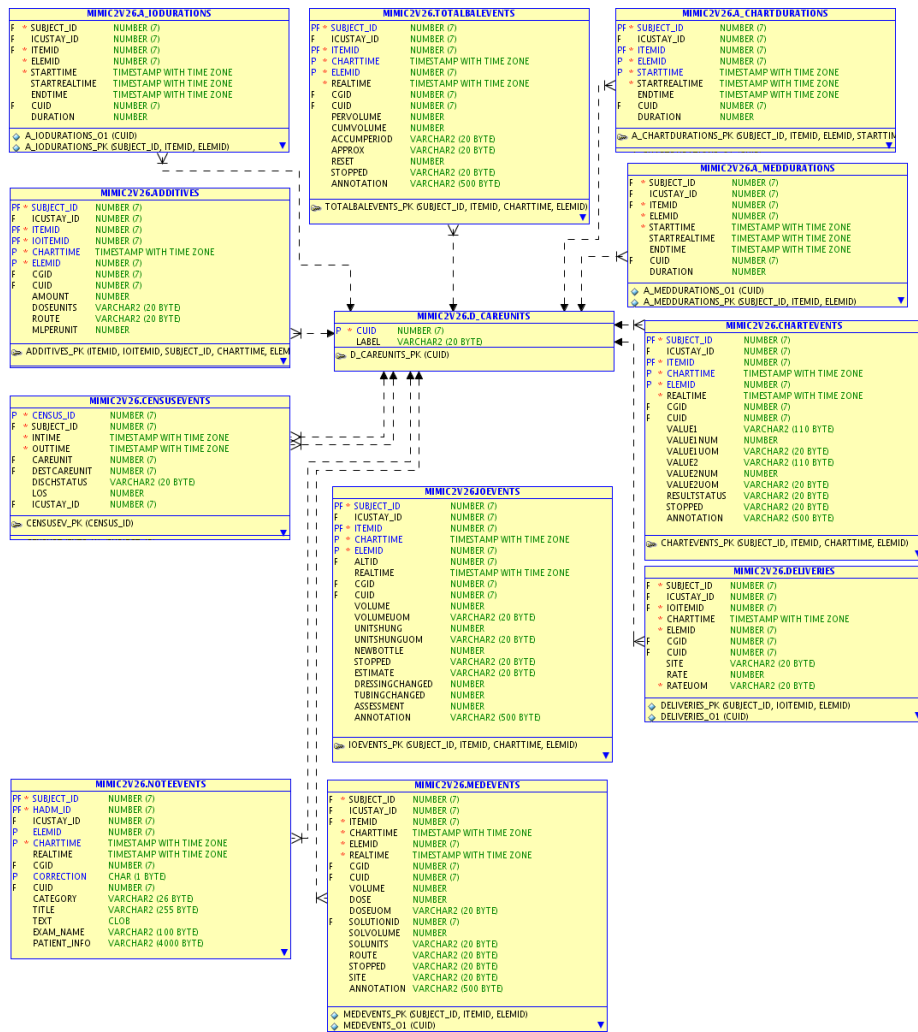 MIMIC2V26.A_IODURATIONS
F * SUBJECT_ID NUMBER (7)
F ICUSTAY_ID NUMBER (7)
F * ITEMID NUMBER (7)
* ELEMID NUMBER (7)
* STARTTIME TIMESTAMP WITH TIME ZONE
STARTREALTIME TIMESTAMP WITH TIME ZONE
ENDTIME TIMESTAMP WITH TIME ZONE
F CUID NUMBER (7)
DURATION NUMBER
A_IODURATIONS_O1 (CUID)
A_IODURATIONS_PK (SUBJECT_ID, ITEMID, ELEMID)
MIMIC2V26.TOTALBALEVENTS
PF * SUBJECT_ID NUMBER (7)
F ICUSTAY_ID NUMBER (7)
PF * ITEMID NUMBER (7)
P * CHARTTIME TIMESTAMP WITH TIME ZONE
P * ELEMID NUMBER (7)
* REALTIME TIMESTAMP WITH TIME ZONE
F CGID NUMBER (7)
F CUID NUMBER (7)
PERVOLUME NUMBER
CUMVOLUME NUMBER
ACCUMPERIOD VARCHAR2 (20 BYTE)
APPROX VARCHAR2 (20 BYTE)
RESET NUMBER
STOPPED VARCHAR2 (20 BYTE)
ANNOTATION VARCHAR2 (500 BYTE)
TOTALBALEVENTS_PK (SUBJECT_ID, ITEMID, CHARTTIME, ELEMID)
MIMIC2V26.A_CHARTDURATIONS
PF * SUBJECT_ID NUMBER (7)
F ICUSTAY_ID NUMBER (7)
PF * ITEMID NUMBER (7)
P * ELEMID NUMBER (7)
P * STARTTIME TIMESTAMP WITH TIME ZONE
* STARTREALTIME TIMESTAMP WITH TIME ZONE
ENDTIME TIMESTAMP WITH TIME ZONE
F CUID NUMBER (7)
DURATION NUMBER
A_CHARTDURATIONS_PK (SUBJECT_ID, ITEMID, ELEMID, STARTTIN
MIMIC2V26.A_MEDDURATIONS
F * SUBJECT_ID NUMBER (7)
F ICUSTAY_ID NUMBER (7)
F * ITEMID NUMBER (7)
* ELEMID NUMBER (7)
* STARTTIME TIMESTAMP WITH TIME ZONE
STARTREALTIME TIMESTAMP WITH TIME ZONE
ENDTIME TIMESTAMP WITH TIME ZONE
F CUID NUMBER (7)
DURATION NUMBER
A_MEDDURATIONS_O1 (CUID)
A_MEDDURATIONS_PK (SUBJECT_ID, ITEMID, ELEMID)
MIMIC2V26.ADDITIVES
PF * SUBJECT_ID NUMBER (7)
F ICUSTAY_ID NUMBER (7)
PF * ITEMID NUMBER (7)
PF * IOITEMID NUMBER (7)
P * CHARTTIME TIMESTAMP WITH TIME ZONE
P * ELEMID NUMBER (7)
F CGID NUMBER (7)
F CUID NUMBER (7)
AMOUNT NUMBER
DOSEUNITS VARCHAR2 (20 BYTE)
ROUTE VARCHAR2 (20 BYTE)
MLPERUNIT NUMBER
ADDITIVES_PK (ITEMID, IOITEMID, SUBJECT_ID, CHARTTIME, ELEM
MIMIC2V26.D_CAREUNITS
P * CUID NUMBER (7)
LABEL VARCHAR2 (20 BYTE)
D_CAREUNITS_PK (CUID)
MIMIC2V26.CHARTEVENTS
PF * SUBJECT_ID NUMBER (7)
F ICUSTAY_ID NUMBER (7)
PF * ITEMID NUMBER (7)
P * CHARTTIME TIMESTAMP WITH TIME ZONE
P * ELEMID NUMBER (7)
* REALTIME TIMESTAMP WITH TIME ZONE
F CGID NUMBER (7)
F CUID NUMBER (7)
VALUE1 VARCHAR2 (110 BYTE)
VALUE1NUM NUMBER
VALUE1UOM VARCHAR2 (20 BYTE)
VALUE2 VARCHAR2 (110 BYTE)
VALUE2NUM NUMBER
VALUE2UOM VARCHAR2 (20 BYTE)
RESULTSTATUS VARCHAR2 (20 BYTE)
STOPPED VARCHAR2 (20 BYTE)
ANNOTATION VARCHAR2 (500 BYTE)
CHARTEVENTS_PK (SUBJECT_ID, ITEMID, CHARTTIME, ELEMID)
MIMIC2V26.CENSUSEVENTS
P * CENSUS_ID NUMBER (7)
F * SUBJECT_ID NUMBER (7)
* INTIME TIMESTAMP WITH TIME ZONE
* OUTTIME TIMESTAMP WITH TIME ZONE
F CAREUNIT NUMBER (7)
F DESTCAREUNIT NUMBER (7)
DISCHSTATUS VARCHAR2 (20 BYTE)
LOS NUMBER
F ICUSTAY_ID NUMBER (7)
CENSUSEV_PK (CENSUS_ID)
MIMIC2V26.IOEVENTS
PF * SUBJECT_ID NUMBER (7)
F ICUSTAY_ID NUMBER (7)
PF * ITEMID NUMBER (7)
P * CHARTTIME TIMESTAMP WITH TIME ZONE
P * ELEMID NUMBER (7)
F ALTID NUMBER (7)
REALTIME TIMESTAMP WITH TIME ZONE
F CGID NUMBER (7)
F CUID NUMBER (7)
VOLUME NUMBER
VOLUMEUOM VARCHAR2 (20 BYTE)
UNITSHUNG NUMBER
UNITSHUNGUOM VARCHAR2 (20 BYTE)
NEWBOTTLE NUMBER
STOPPED VARCHAR2 (20 BYTE)
ESTIMATE VARCHAR2 (20 BYTE)
DRESSINGCHANGED NUMBER
TUBINGCHANGED NUMBER
ASSESSMENT NUMBER
ANNOTATION VARCHAR2 (500 BYTE)
IOEVENTS_PK (SUBJECT_ID, ITEMID, CHARTTIME, ELEMID)
MIMIC2V26.DELIVERIES
F * SUBJECT_ID NUMBER (7)
F ICUSTAY_ID NUMBER (7)
F * IOITEMID NUMBER (7)
* CHARTTIME TIMESTAMP WITH TIME ZONE
* ELEMID NUMBER (7)
F CGID NUMBER (7)
F CUID NUMBER (7)
SITE VARCHAR2 (20 BYTE)
RATE NUMBER
* RATEUOM VARCHAR2 (20 BYTE)
DELIVERIES_PK (SUBJECT_ID, IOITEMID, ELEMID)
DELIVERIES_O1 (CUID)
MIMIC2V26.NOTEEVENTS
PF * SUBJECT_ID NUMBER (7)
PF * HADM_ID NUMBER (7)
F ICUSTAY_ID NUMBER (7)
P ELEMID NUMBER (7)
P * CHARTTIME TIMESTAMP WITH TIME ZONE
REALTIME TIMESTAMP WITH TIME ZONE
F CGID NUMBER (7)
P CORRECTION CHAR (1 BYTE)
F CUID NUMBER (7)
CATEGORY VARCHAR2 (26 BYTE)
TITLE VARCHAR2 (255 BYTE)
TEXT CLOB
EXAM_NAME VARCHAR2 (100 BYTE)
PATIENT_INFO VARCHAR2 (4000 BYTE)
MIMIC2V26.MEDEVENTS
F * SUBJECT_ID NUMBER (7)
F ICUSTAY_ID NUMBER (7)
F * ITEMID NUMBER (7)
* CHARTTIME TIMESTAMP WITH TIME ZONE
* ELEMID NUMBER (7)
* REALTIME TIMESTAMP WITH TIME ZONE
F CGID NUMBER (7)
F CUID NUMBER (7)
VOLUME NUMBER
DOSE NUMBER
DOSEUOM VARCHAR2 (20 BYTE)
F SOLUTIONID NUMBER (7)
SOLVOLUME NUMBER
SOLUNITS VARCHAR2 (20 BYTE)
ROUTE VARCHAR2 (20 BYTE)
STOPPED VARCHAR2 (20 BYTE)
SITE VARCHAR2 (20 BYTE)
ANNOTATION VARCHAR2 (500 BYTE)
MEDEVENTS_PK (SUBJECT_ID, ITEMID, ELEMID)
MEDEVENTS_O1 (CUID)